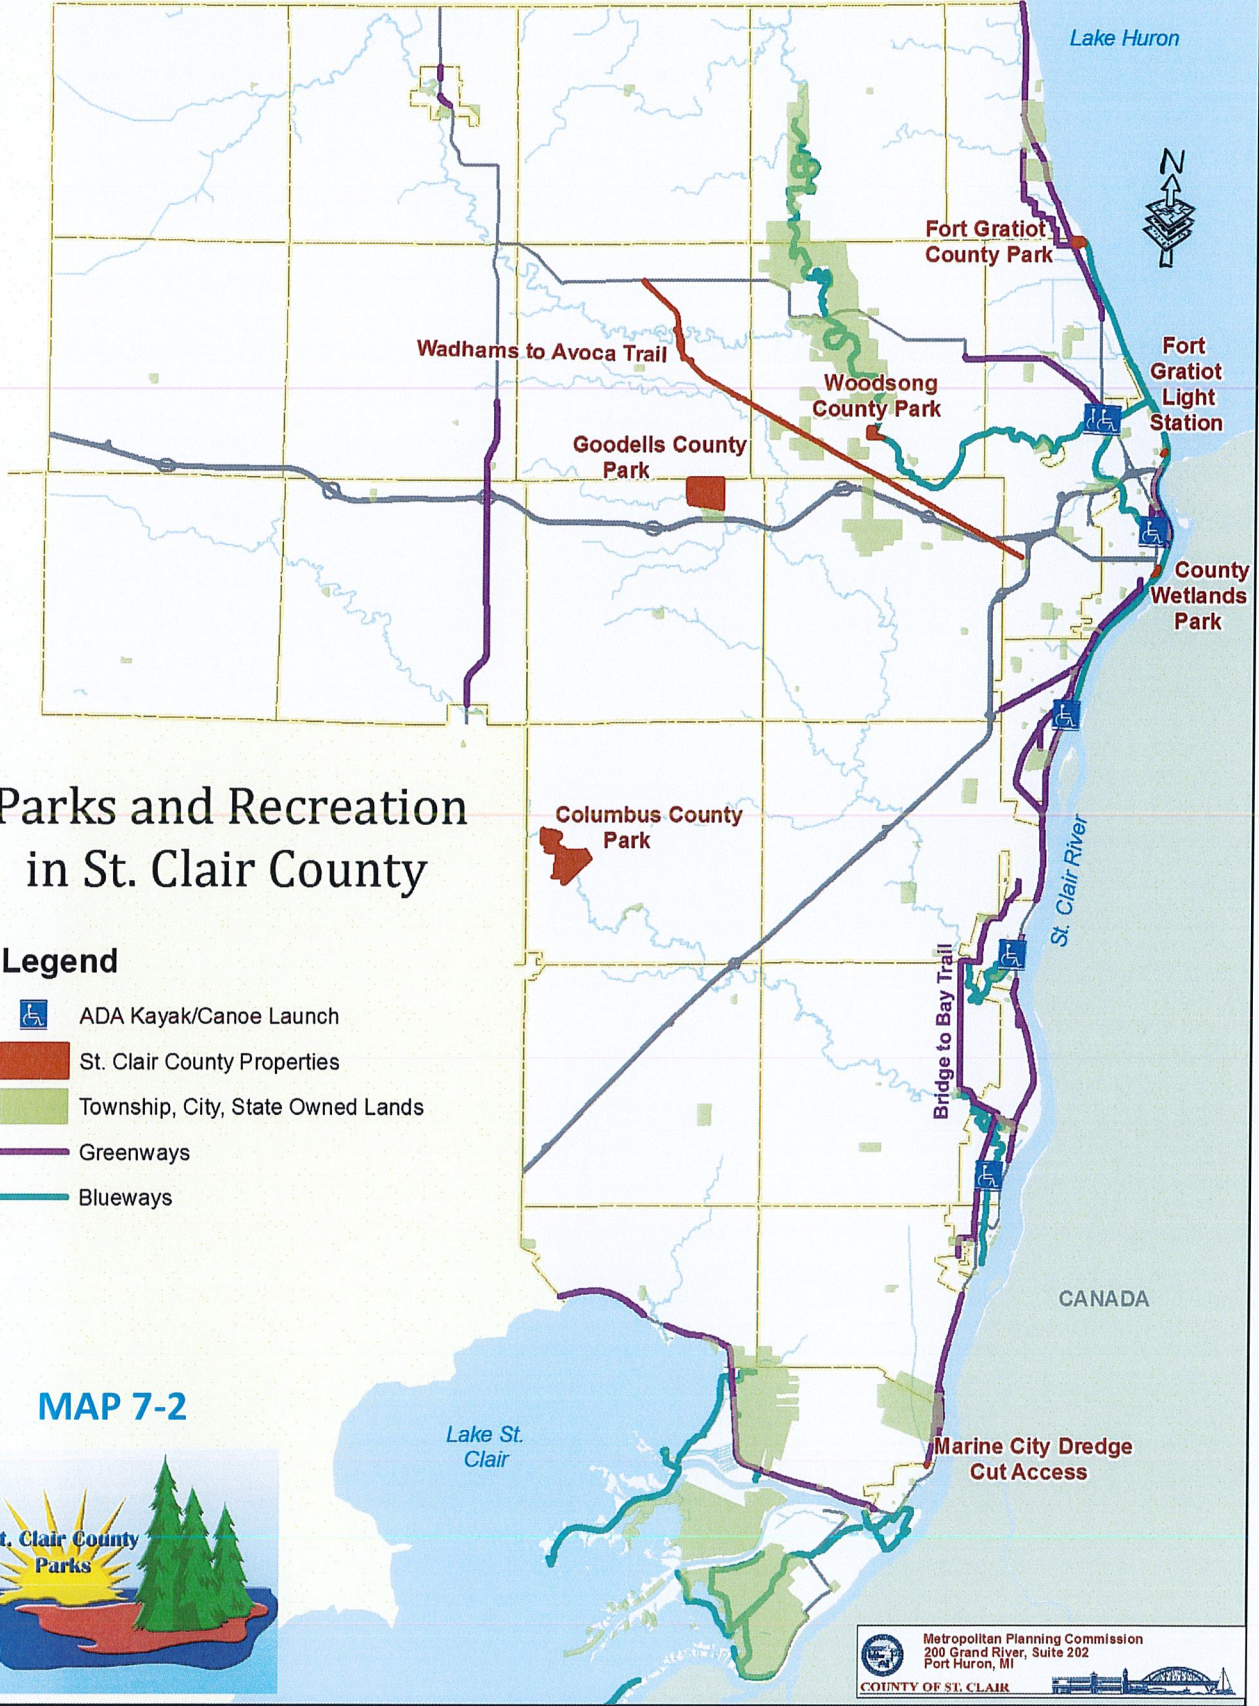 Lake Huron
N
Fort Gratiot
County Park
Wadhams to Avoca Trail
Fort
Gratiot
Light
Station
Woodsong
County Park
Goodells County
Park
County
Wetlands
Park
Parks and Recreation
in St. Clair County
Columbus County
Park
St. Clair River
Legend
ADA Kayak/Canoe Launch
St. Clair County Properties
Township, City, State Owned Lands
Greenways
Blueways
Bridge to Bay Trail
CANADA
MAP 7-2
Lake St.
Clair
Marine City Dredge
Cut Access
t. Clair County
Parks
Metropolitan Planning Commission
200 Grand River, Suite 202
Port Huron, MI
COUNTY OF ST. CLAIR